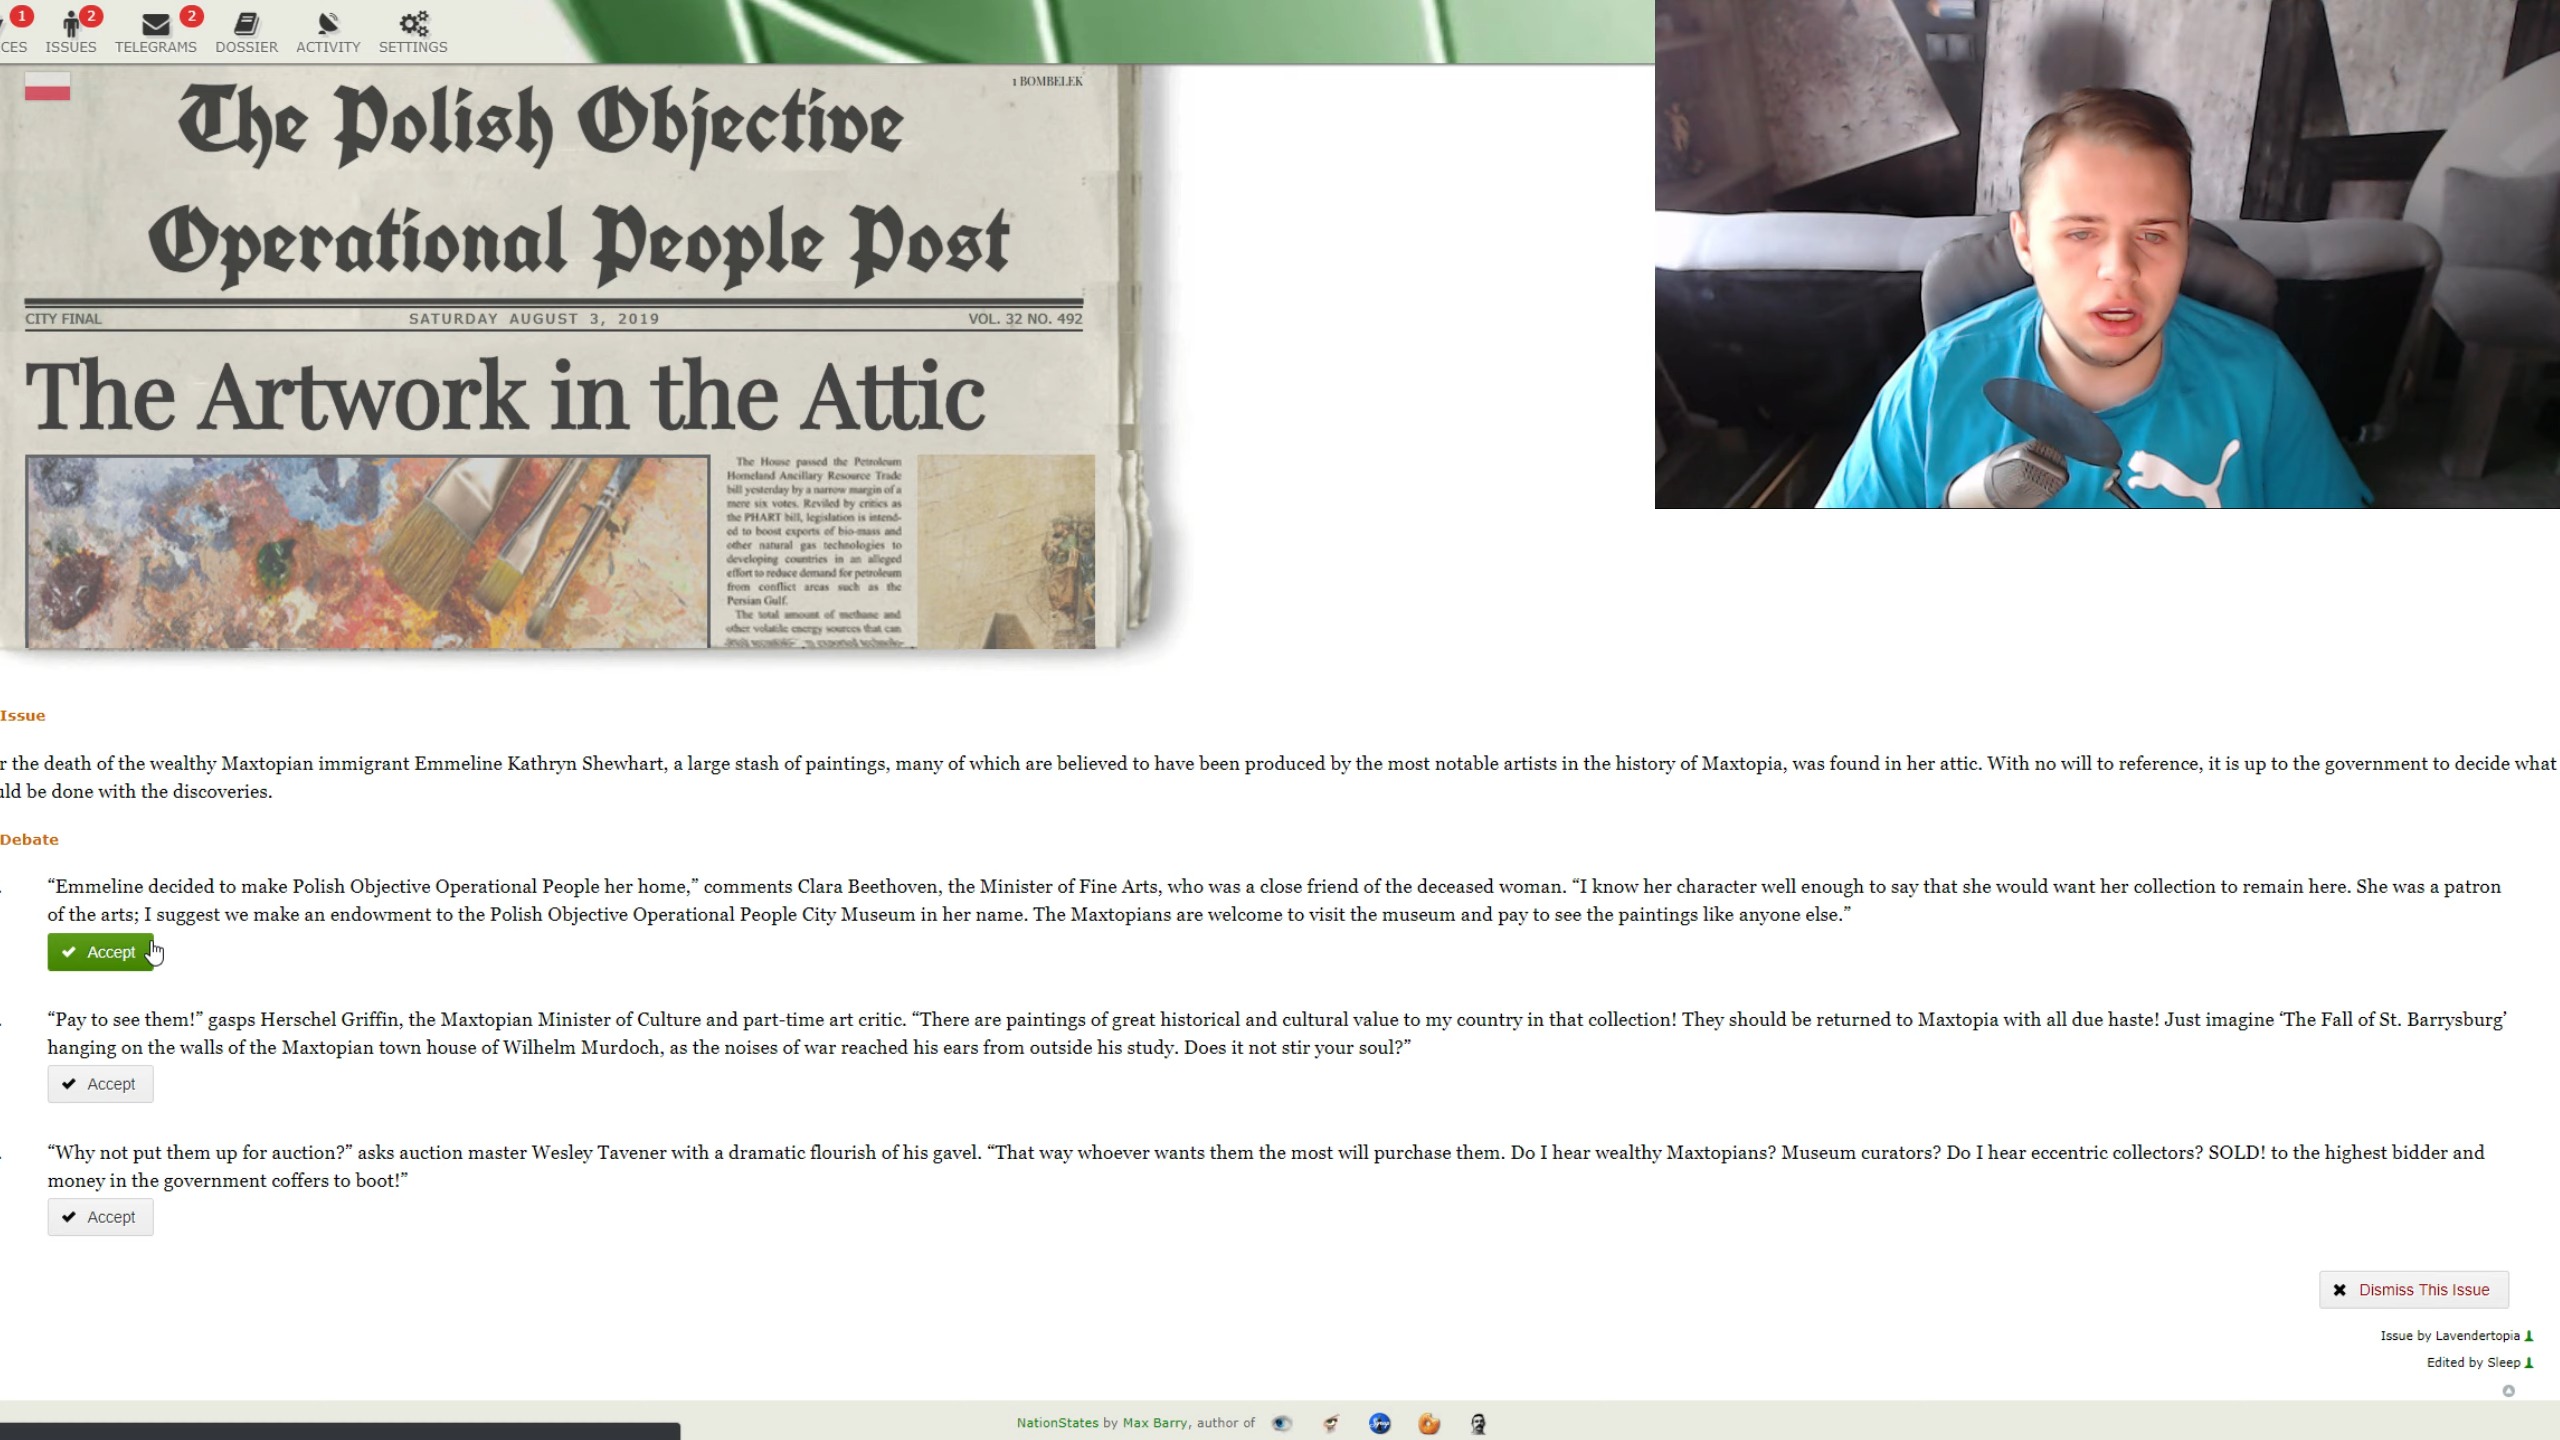 CES 1
ISSUES 2
TELEGRAMS 2
DOSSIER
ACTIVITY
SETTINGS
1 BOMBELEK
The Polish Objective
Operational People Post
CITY FINAL
SATURDAY AUGUST 3, 2019
VOL. 32 NO. 492
The Artwork in the Attic
The House passed the Petroleum
Homeland Ancillary Resource Trade
bill yesterday by a narrow margin of a
mere six votes. Reviled by critics as
the PHART bill, legislation is intend-
ed to boost exports of bio-mass and
other natural gas technologies to
developing countries in an alleged
effort to reduce demand for petroleum
from conflict areas such as the
Persian Gulf.
The total amount of methane and
other volatile energy sources that can
Issue
r the death of the wealthy Maxtopian immigrant Emmeline Kathryn Shewhart, a large stash of paintings, many of which are believed to have been produced by the most notable artists in the history of Maxtopia, was found in her attic. With no will to reference, it is up to the government to decide what
uld be done with the discoveries.
Debate
“Emmeline decided to make Polish Objective Operational People her home,” comments Clara Beethoven, the Minister of Fine Arts, who was a close friend of the deceased woman. “I know her character well enough to say that she would want her collection to remain here. She was a patron
of the arts; I suggest we make an endowment to the Polish Objective Operational People City Museum in her name. The Maxtopians are welcome to visit the museum and pay to see the paintings like anyone else.”
Accept
“Pay to see them!” gasps Herschel Griffin, the Maxtopian Minister of Culture and part-time art critic. “There are paintings of great historical and cultural value to my country in that collection! They should be returned to Maxtopia with all due haste! Just imagine ‘The Fall of St. Barrysburg’
hanging on the walls of the Maxtopian town house of Wilhelm Murdoch, as the noises of war reached his ears from outside his study. Does it not stir your soul?”
Accept
“Why not put them up for auction?” asks auction master Wesley Tavener with a dramatic flourish of his gavel. “That way whoever wants them the most will purchase them. Do I hear wealthy Maxtopians? Museum curators? Do I hear eccentric collectors? SOLD! to the highest bidder and
money in the government coffers to boot!”
Accept
Dismiss This Issue
Issue by Lavendertopia
Edited by Sleep
NationStates by Max Barry, author of